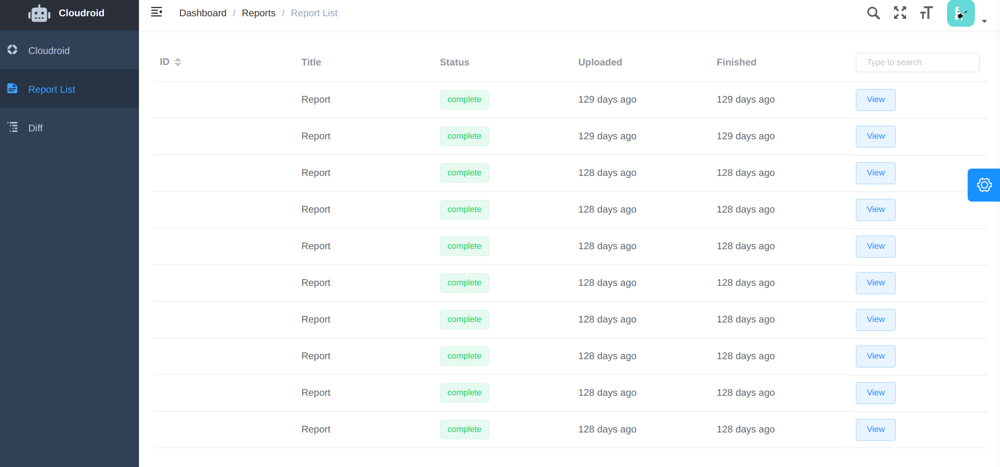 Cloudroid
Dashboard / Reports / Report List
Cloudroid
Report List
Diff
ID Title Status Uploaded Finished Type to search
Report complete 129 days ago 129 days ago View
Report complete 129 days ago 129 days ago View
Report complete 128 days ago 128 days ago View
Report complete 128 days ago 128 days ago View
Report complete 128 days ago 128 days ago View
Report complete 128 days ago 128 days ago View
Report complete 128 days ago 128 days ago View
Report complete 128 days ago 128 days ago View
Report complete 128 days ago 128 days ago View
Report complete 128 days ago 128 days ago View